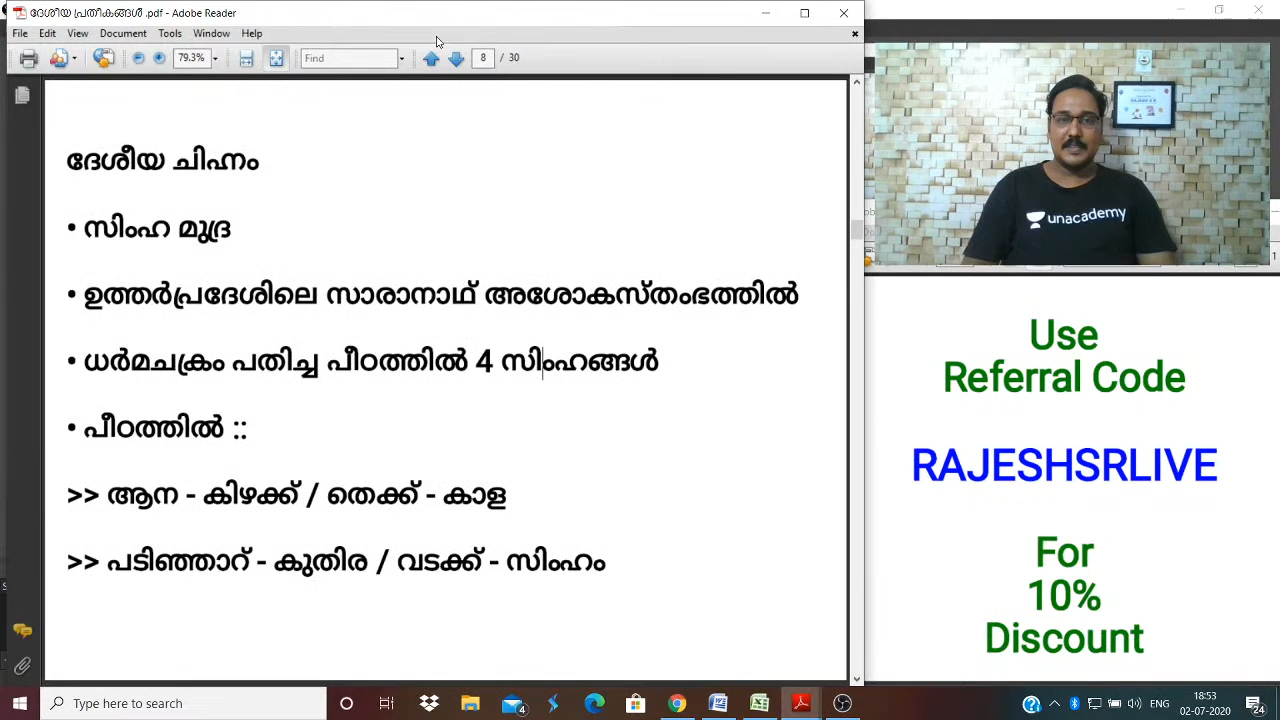 ദേശീയ പ്രതീകങ്ങൾ .pdf - Adobe Reader
File Edit View Document Tools Window Help
79.3% Find 8 / 30
ദേശീയ ചിഹ്നം
• സിംഹ മുദ്ര
• ഉത്തർപ്രദേശിലെ സാരാനാഥ് അശോകസ്തംഭത്തിൽ
• ധർമചക്രം പതിച്ച പീഠത്തിൽ 4 സിംഹങ്ങൾ
• പീഠത്തിൽ ::
>> ആന - കിഴക്ക് / തെക്ക് - കാള
>> പടിഞ്ഞാറ് - കുതിര / വടക്ക് - സിംഹം
unacademy
Use
Referral Code
RAJESHSRLIVE
For
10%
Discount
Type here to search
4
ENG
18:53
02-07-2020